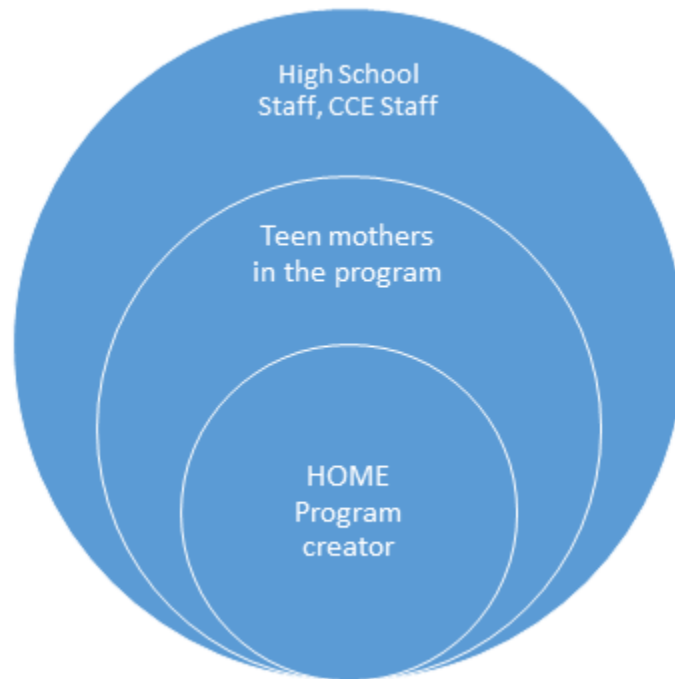 High School
Staff, CCE Staff
Teen mothers
in the program
HOME
Program
creator